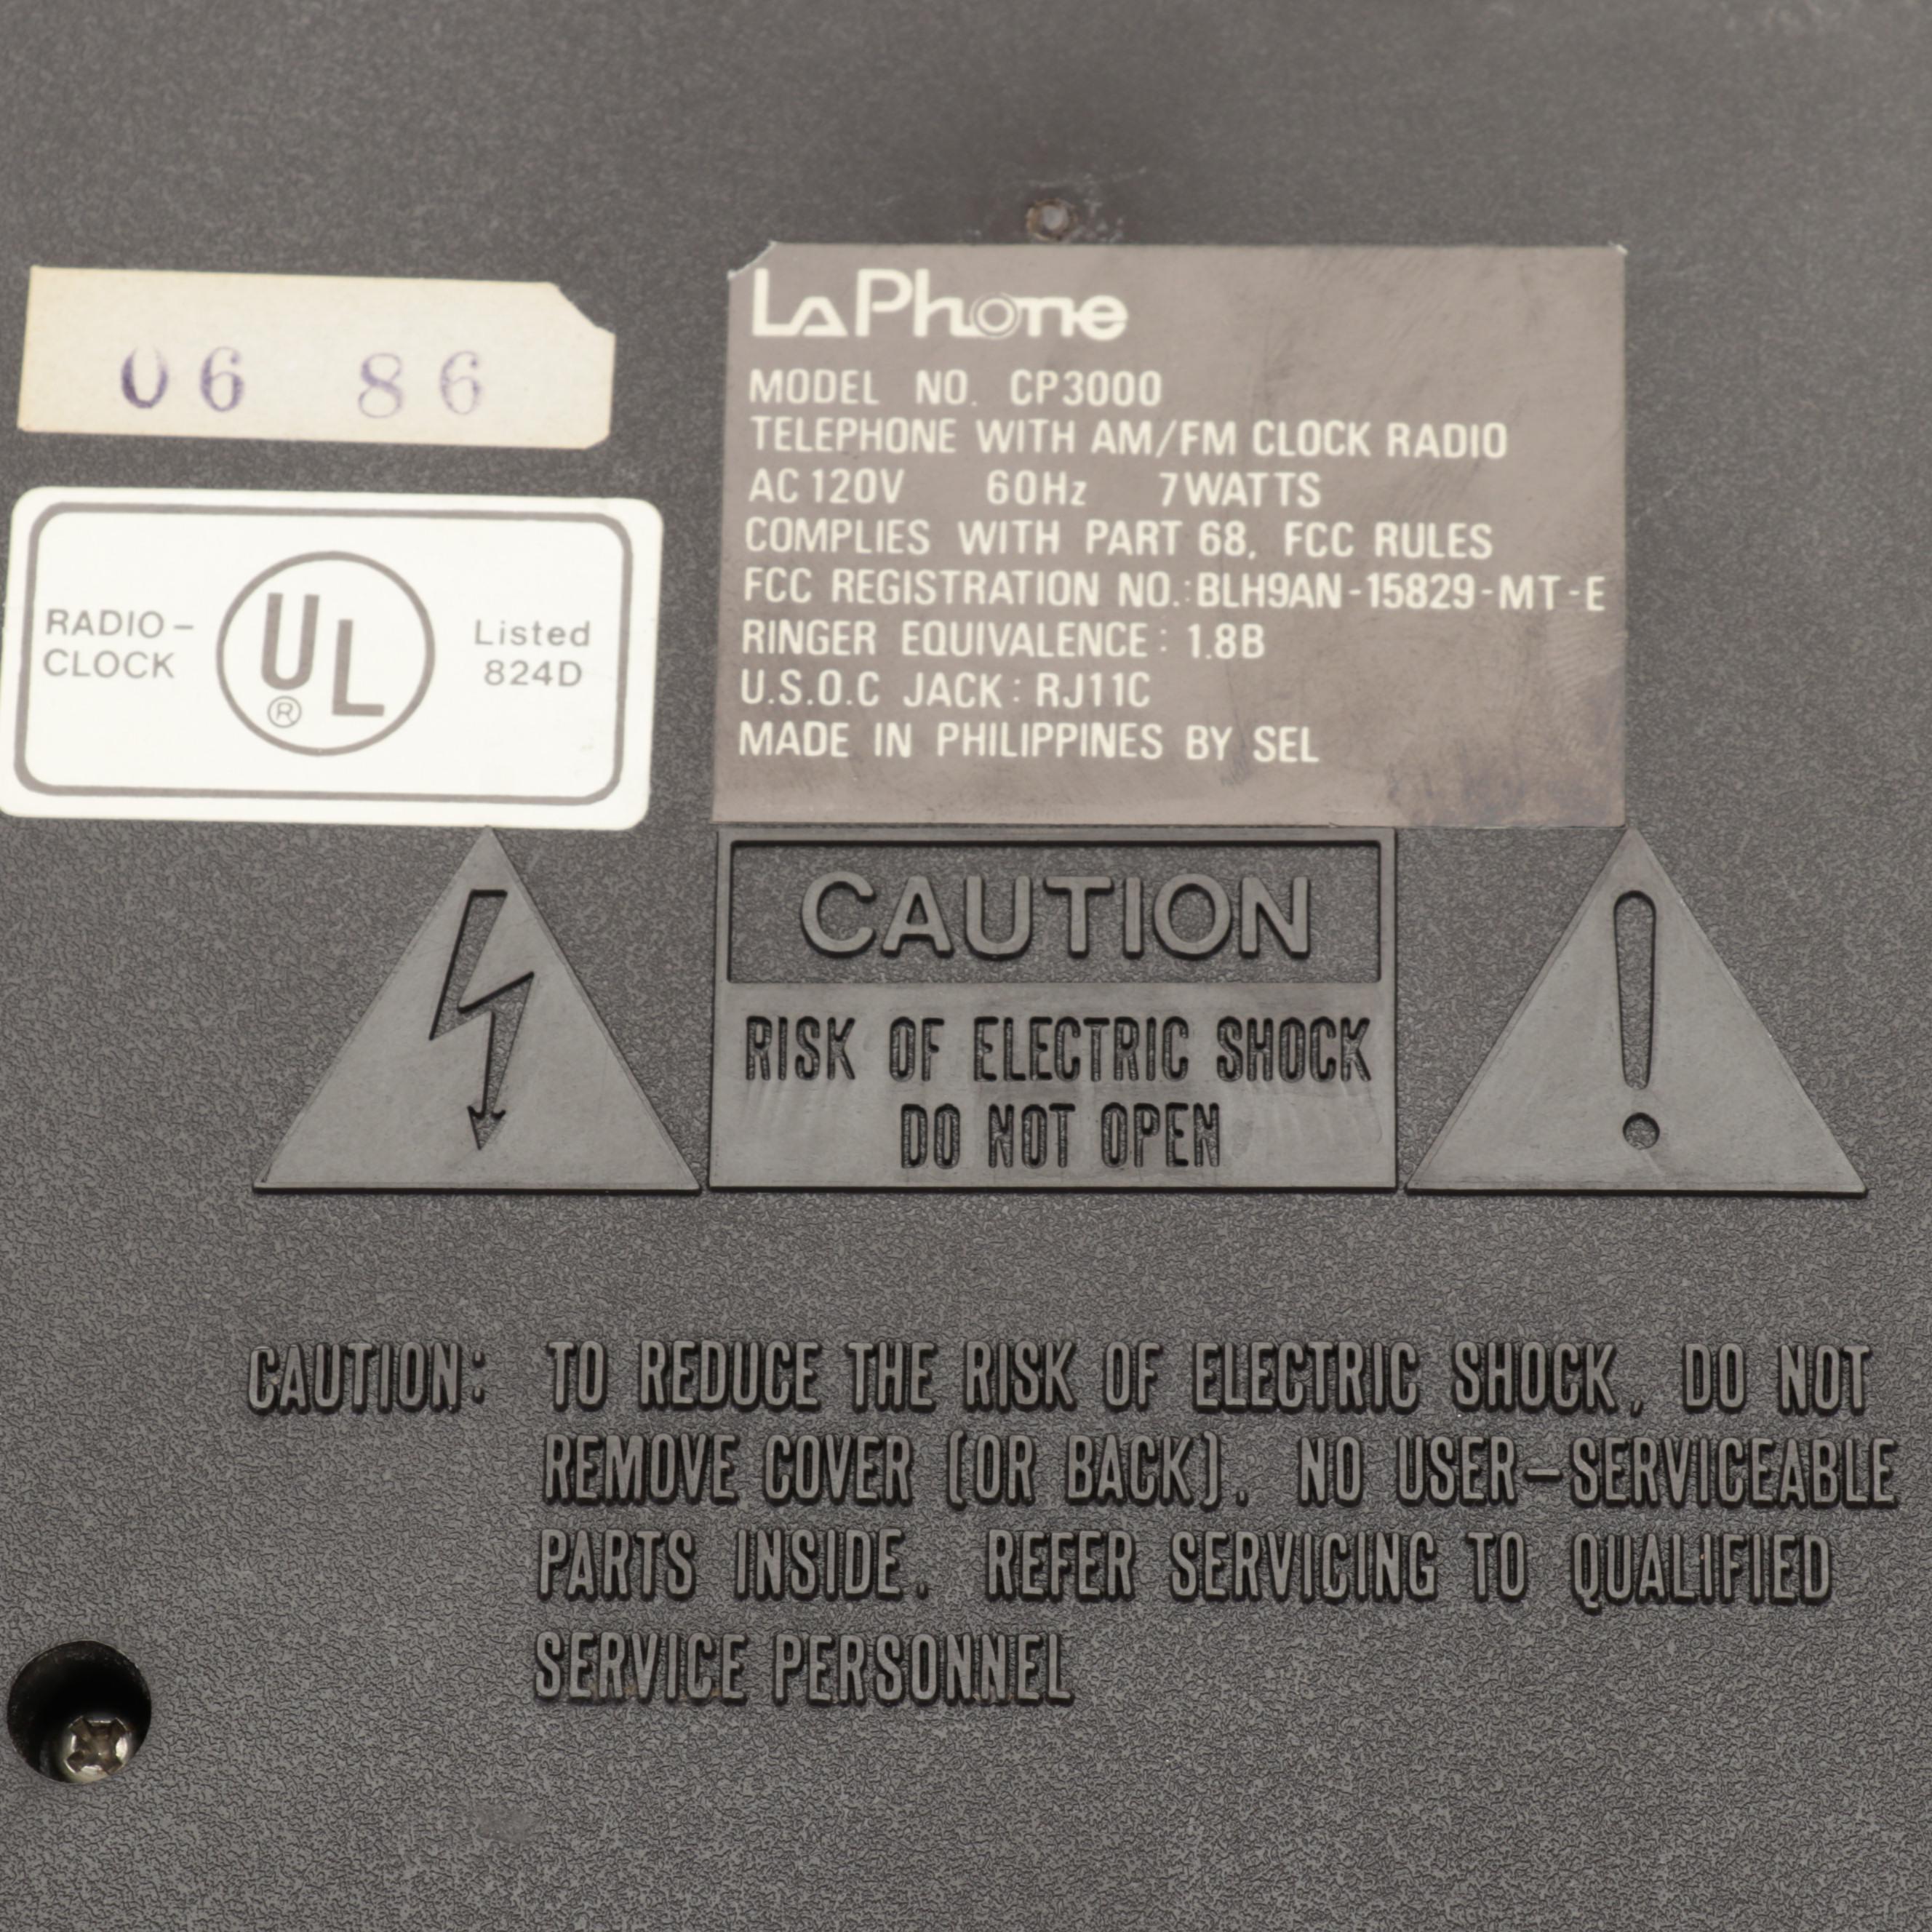 06 86
RADIO-
CLOCK
UL
®
Listed
824D
LaPhone
MODEL NO. CP3000
TELEPHONE WITH AM/FM CLOCK RADIO
AC 120V 60Hz 7WATTS
COMPLIES WITH PART 68, FCC RULES
FCC REGISTRATION NO.:BLH9AN-15829-MT-E
RINGER EQUIVALENCE: 1.8B
U.S.O.C JACK: RJ11C
MADE IN PHILIPPINES BY SEL
CAUTION
RISK OF ELECTRIC SHOCK
DO NOT OPEN
!
CAUTION: TO REDUCE THE RISK OF ELECTRIC SHOCK, DO NOT
REMOVE COVER (OR BACK). NO USER-SERVICEABLE
PARTS INSIDE. REFER SERVICING TO QUALIFIED
SERVICE PERSONNEL